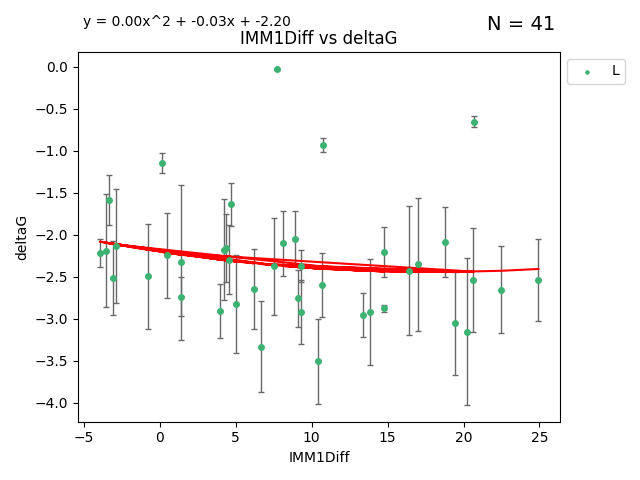 y = 0.00x^2 + -0.03x + -2.20
N = 41
IMM1Diff vs deltaG
L
deltaG
0.0
−0.5
−1.0
−1.5
−2.0
−2.5
−3.0
−3.5
−4.0
−5 0 5 10 15 20 25
IMM1Diff